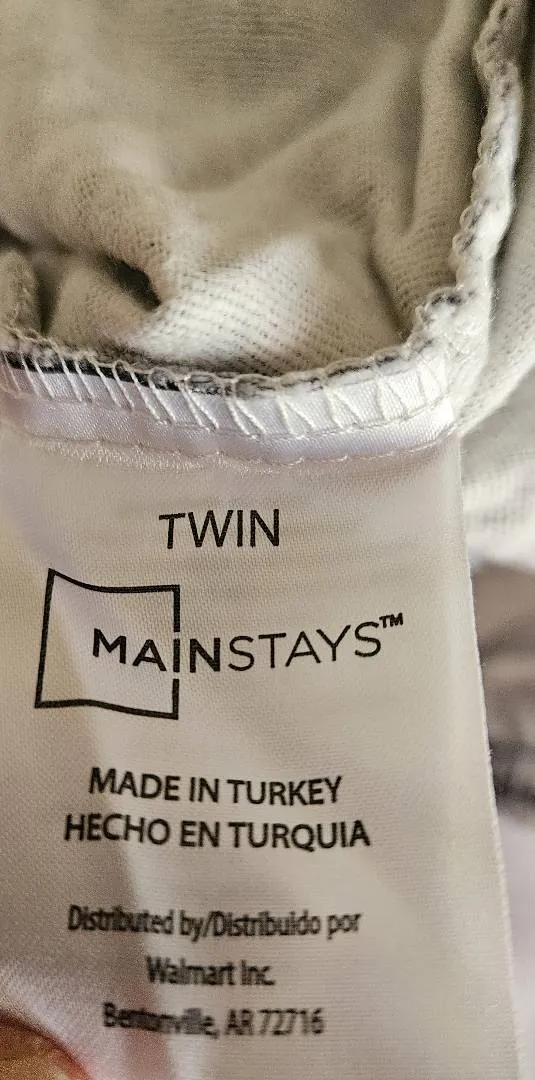 TWIN
MAINSTAYS™
MADE IN TURKEY
HECHO EN TURQUIA
Distributed by/Distribuido por
Walmart Inc.
Bentonville, AR 72716